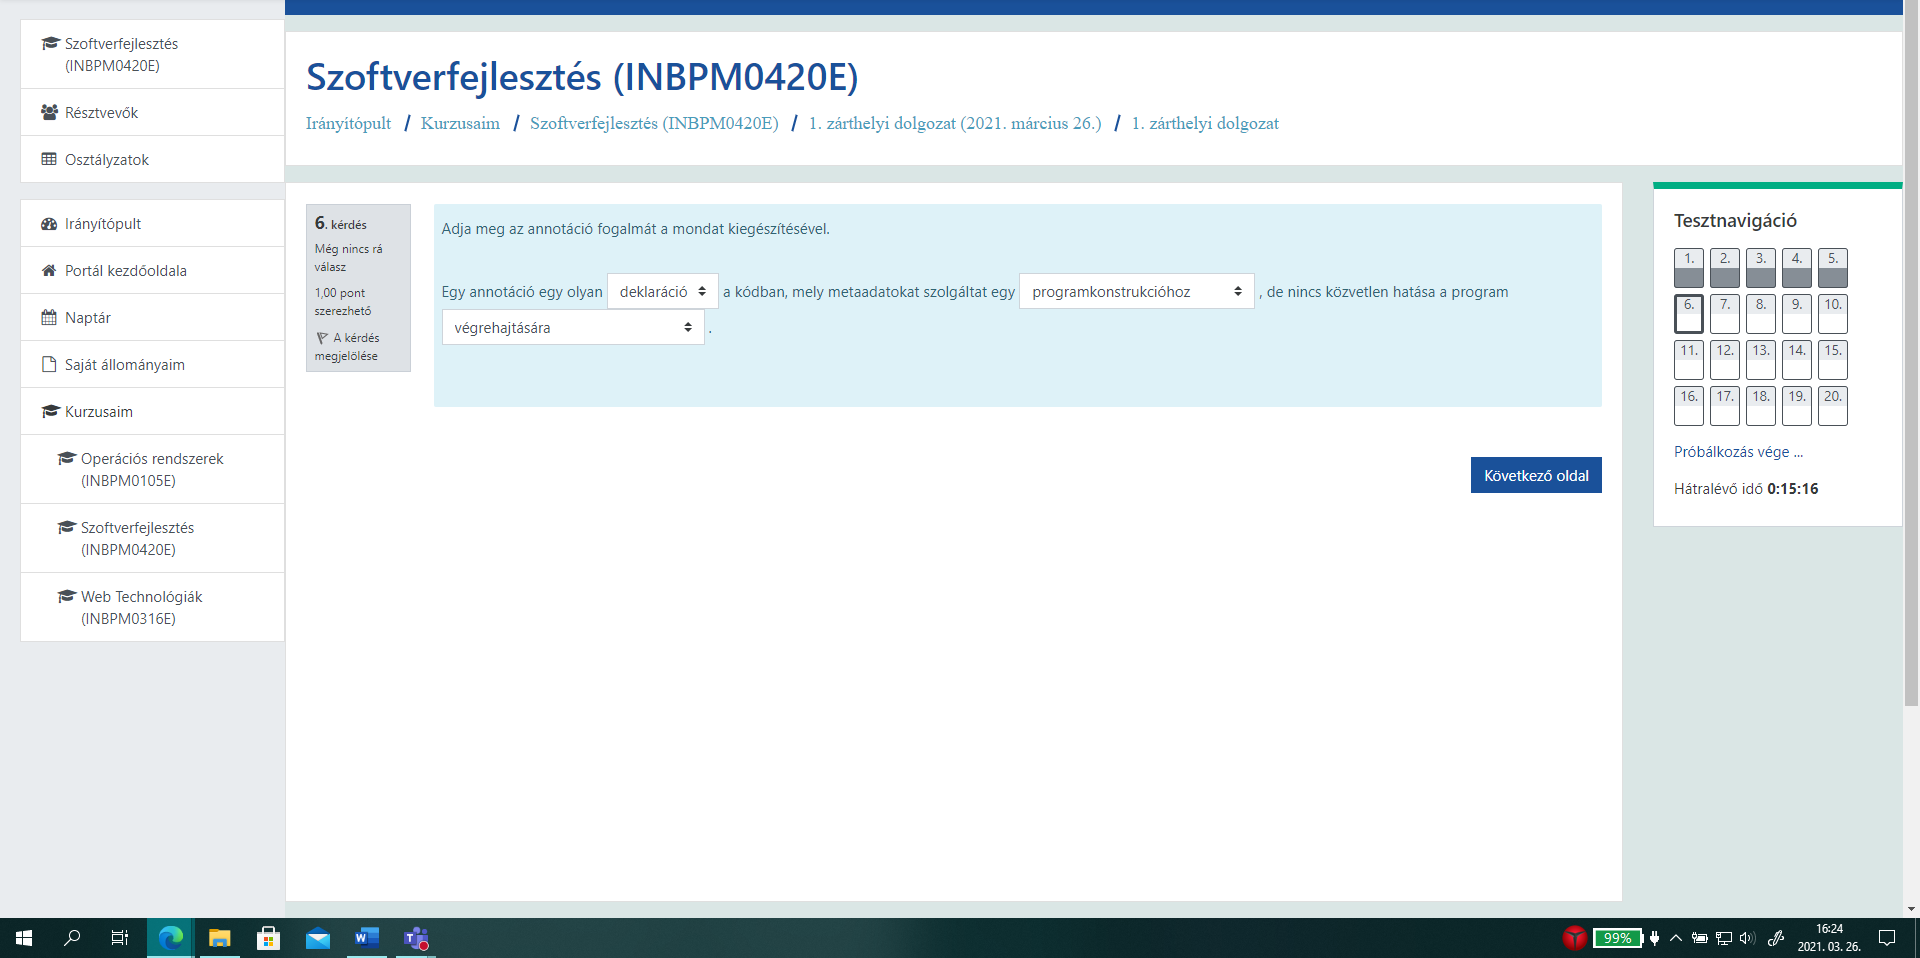 Szoftverfejlesztés
(INBPM0420E)
Résztvevők
Osztályzatok
Irányítópult
Portál kezdőoldala
Naptár
Saját állományaim
Kurzusaim
Operációs rendszerek
(INBPM0105E)
Szoftverfejlesztés
(INBPM0420E)
Web Technológiák
(INBPM0316E)
Szoftverfejlesztés (INBPM0420E)
Irányítópult / Kurzusaim / Szoftverfejlesztés (INBPM0420E) / 1. zárthelyi dolgozat (2021. március 26.) / 1. zárthelyi dolgozat
6. kérdés
Még nincs rá
válasz
1,00 pont
szerezhető
A kérdés
megjelölése
Adja meg az annotáció fogalmát a mondat kiegészítésével.
Egy annotáció egy olyan deklaráció a kódban, mely metaadatokat szolgáltat egy programkonstrukcióhoz , de nincs közvetlen hatása a program
végrehajtására .
Következő oldal
Tesztnavigáció
1. 2. 3. 4. 5.
6. 7. 8. 9. 10.
11. 12. 13. 14. 15.
16. 17. 18. 19. 20.
Próbálkozás vége ...
Hátralévő idő 0:15:16
99%
16:24
2021. 03. 26.